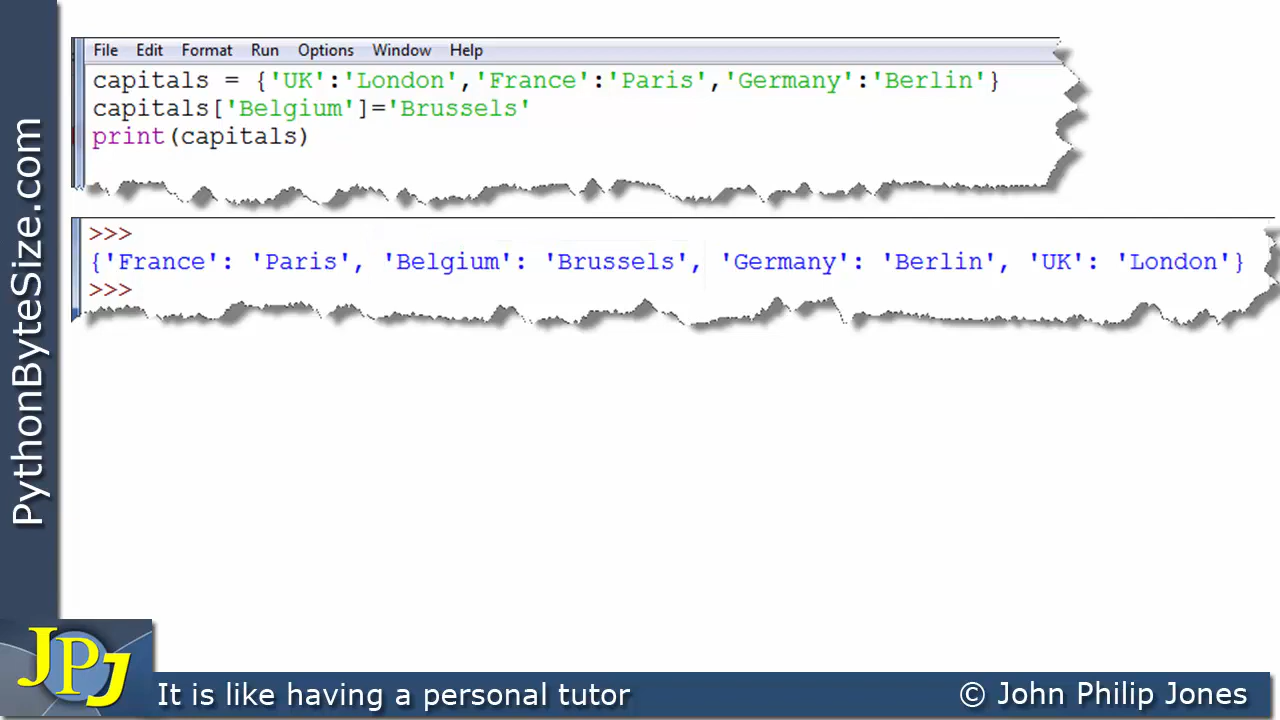 File Edit Format Run Options Window Help
capitals = {'UK':'London','France':'Paris','Germany':'Berlin'}
capitals['Belgium']='Brussels'
print(capitals)
>>>
{'France': 'Paris', 'Belgium': 'Brussels', 'Germany': 'Berlin', 'UK': 'London'}
>>>
PythonByteSize.com
JPJ
It is like having a personal tutor
© John Philip Jones